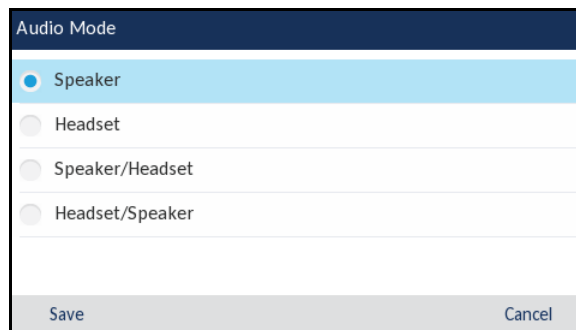 Audio Mode
Speaker
Headset
Speaker/Headset
Headset/Speaker
Save Cancel